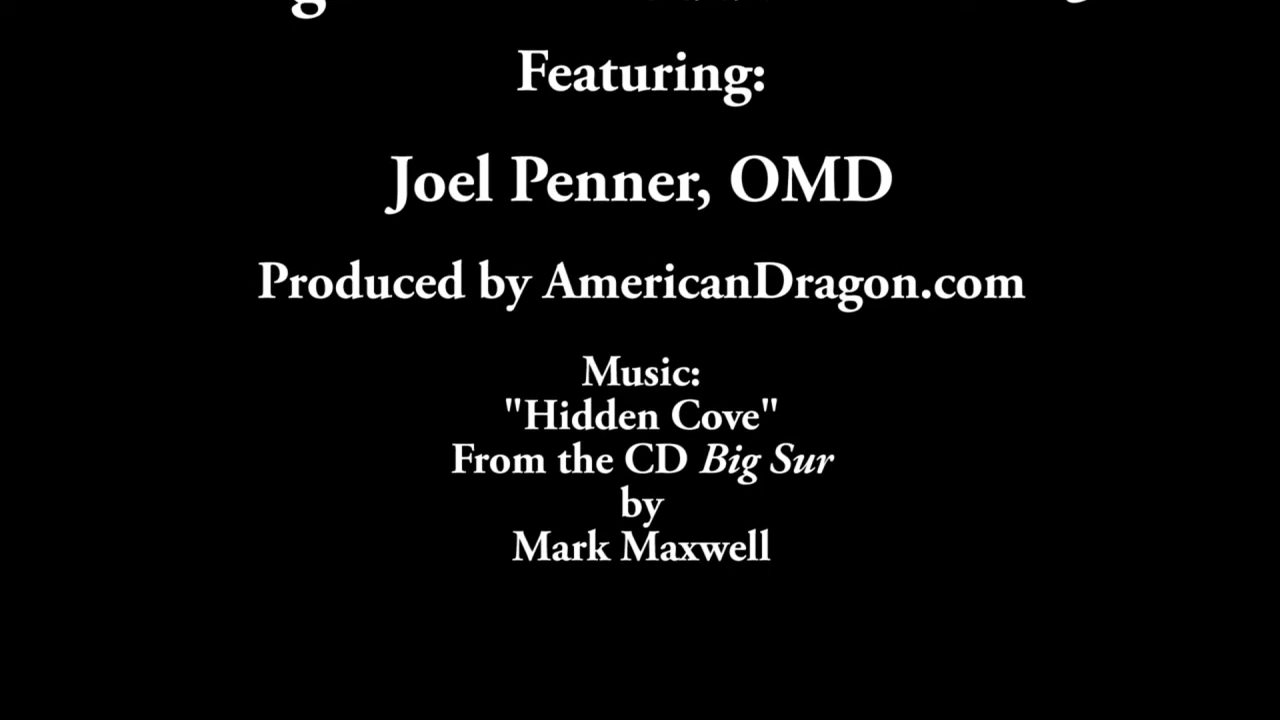 Featuring:
Joel Penner, OMD
Produced by AmericanDragon.com
Music:
"Hidden Cove"
From the CD Big Sur
by
Mark Maxwell